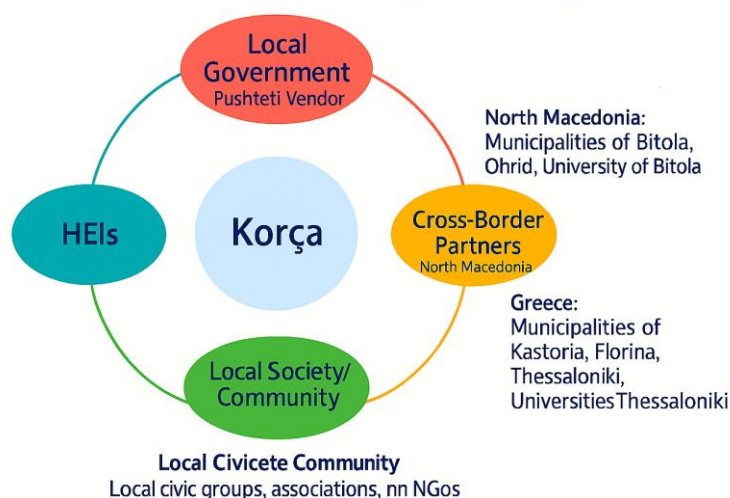 Local
Government
Pushteti Vendor
North Macedonia:
Municipalities of Bitola,
Ohrid, University of Bitola
HEIs
Korça
Cross-Border
Partners
North Macedonia
Greece:
Municipalities of
Kastoria, Florina,
Thessaloniki,
UniversitiesThessaloniki
Local Society/
Community
Local Civicete Community
Local civic groups, associations, nn NGos